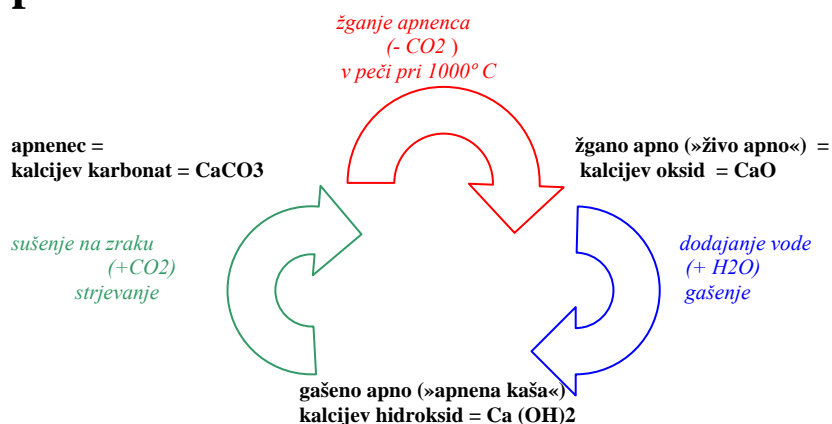 žganje apnenca
(- CO2 )
v peči pri 1000º C
apnenec =
kalcijev karbonat = CaCO3
žgano apno (»živo apno«) =
kalcijev oksid = CaO
sušenje na zraku
(+CO2)
strjevanje
dodajanje vode
(+ H2O)
gašenje
gašeno apno (»apnena kaša«)
kalcijev hidroksid = Ca (OH)2